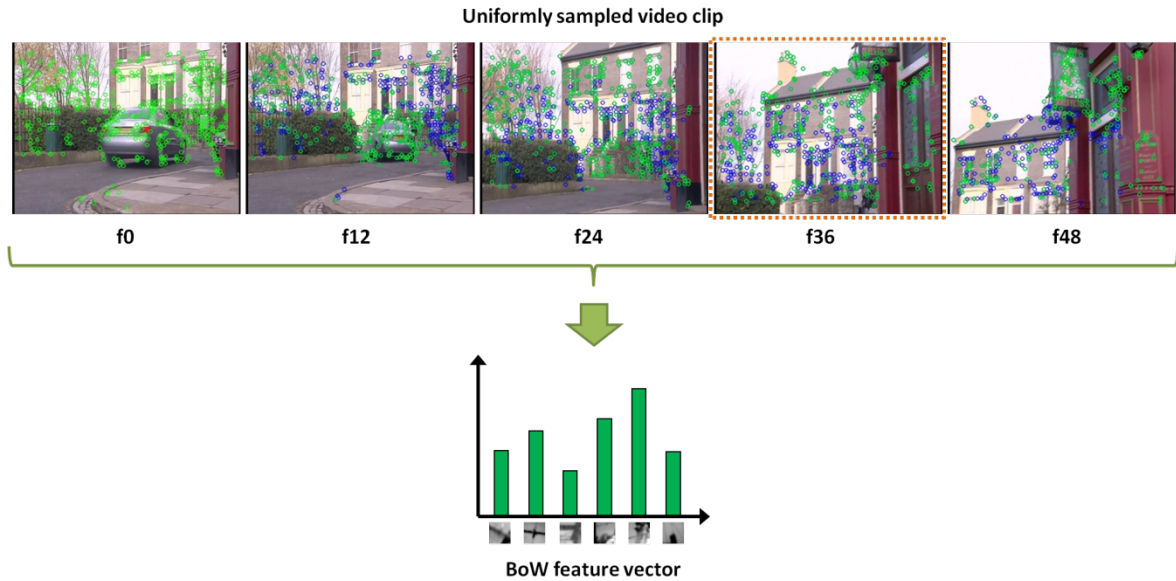 Uniformly sampled video clip
f0
f12
f24
f36
f48
BoW feature vector